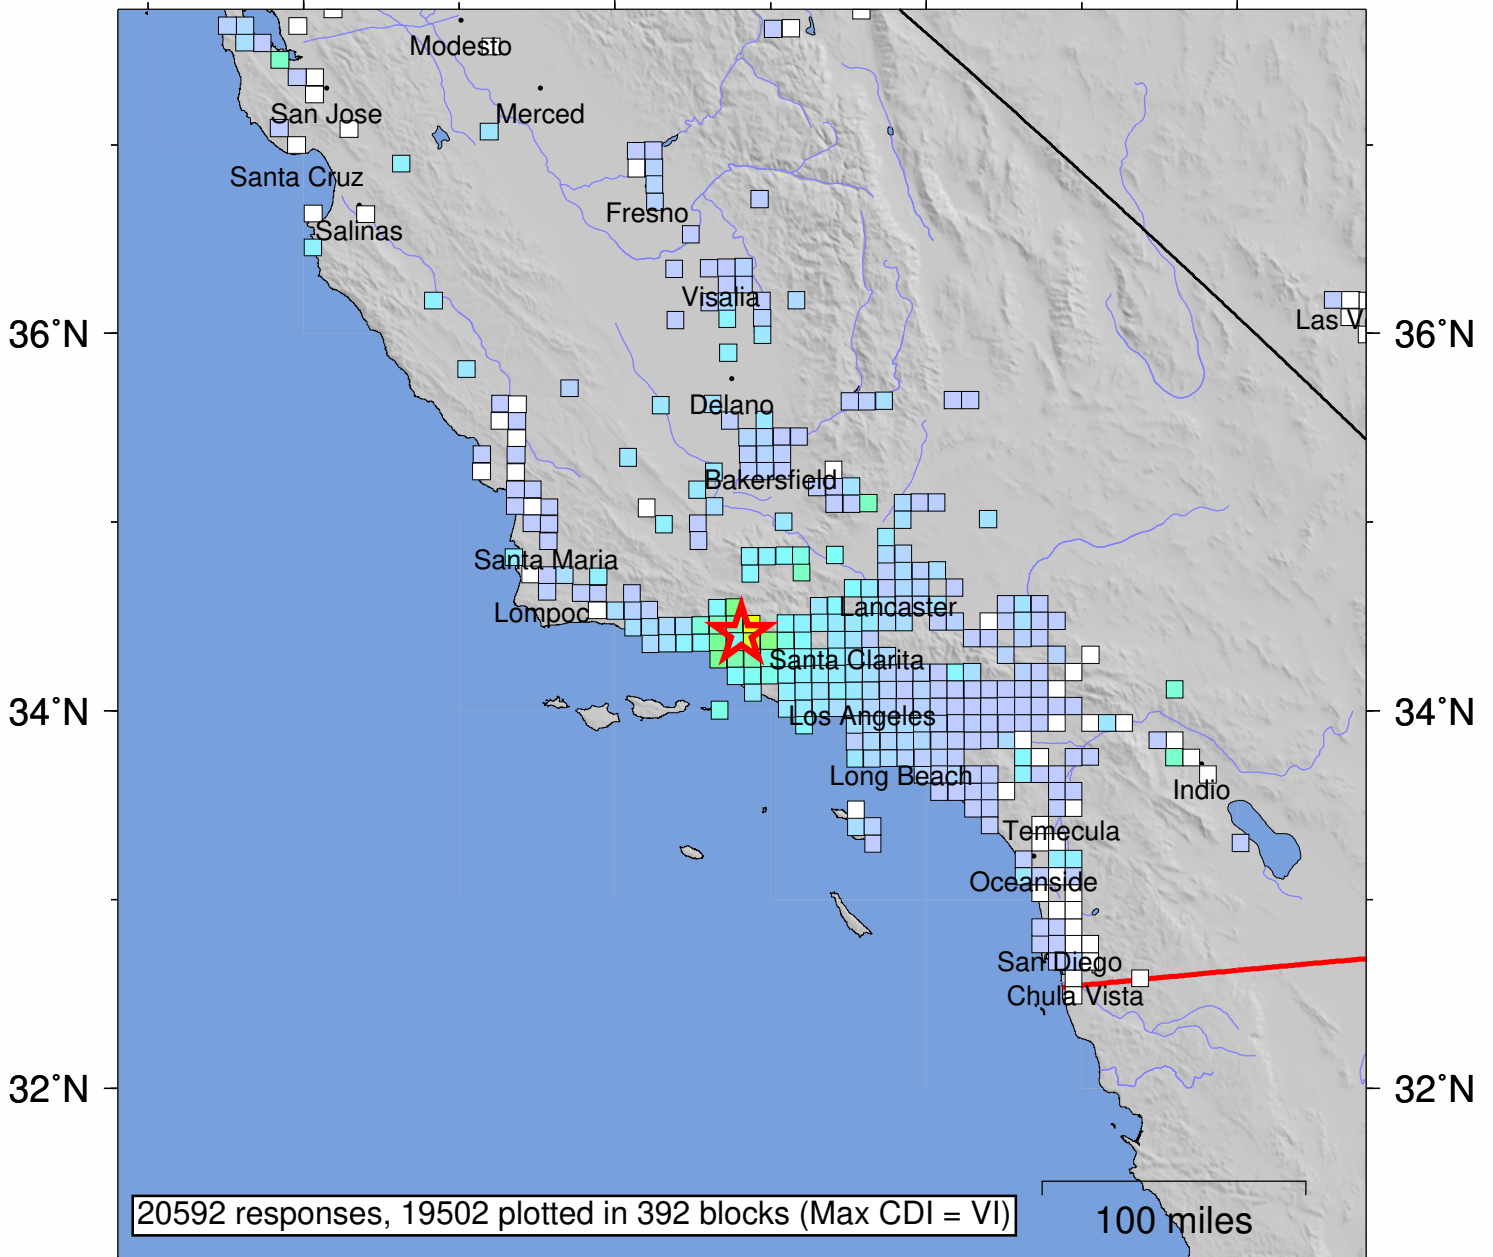 Modesto
San Jose
Merced
Santa Cruz
Fresno
Salinas
Visalia
36°N
Las V
36°N
Delano
Bakersfield
Santa Maria
Lompoc
Lancaster
Santa Clarita
34°N
Los Angeles
34°N
Long Beach
Indio
Temecula
Oceanside
San Diego
Chula Vista
32°N
32°N
20592 responses, 19502 plotted in 392 blocks (Max CDI = VI)
100 miles